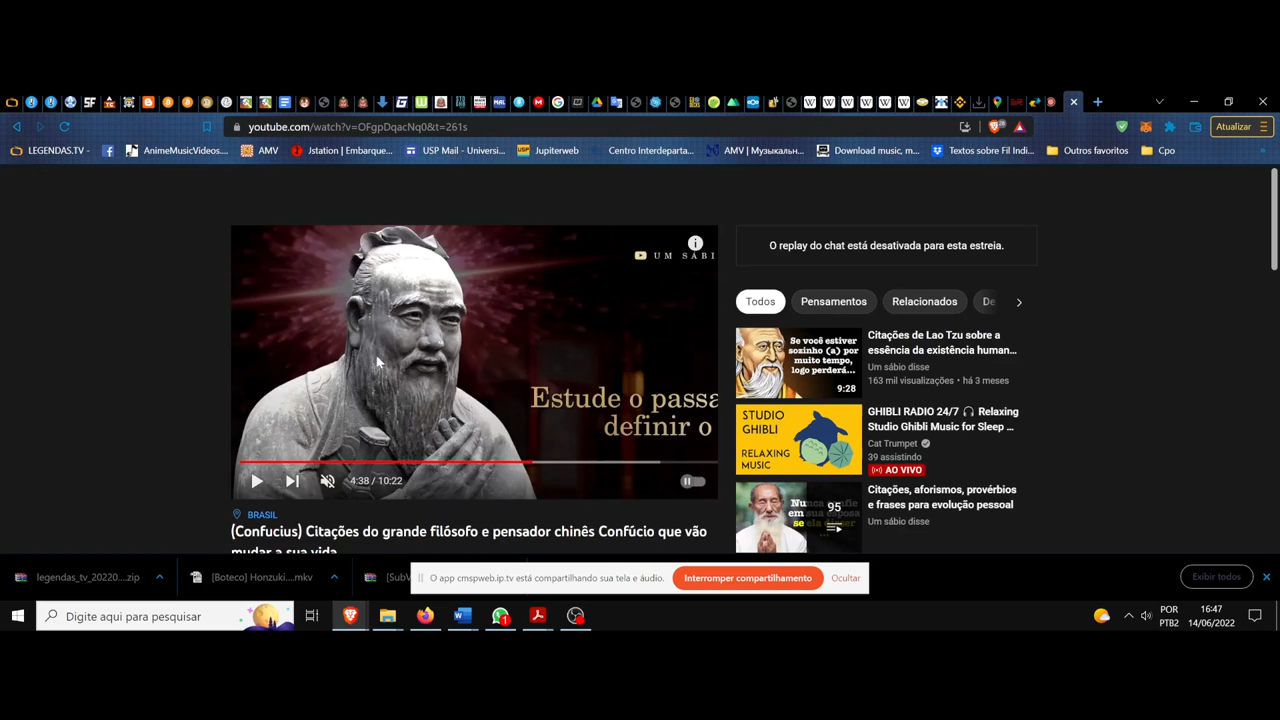 youtube.com/watch?v=OFgpDqacNq0&t=261s
Atualizar
LEGENDAS.TV -
AnimeMusicVideos...
AMV
Jstation | Embarque...
USP Mail - Universi...
Jupiterweb
Centro Interdeparta...
AMV | Музыкальн...
Download music, m...
Textos sobre Fil Indi...
Outros favoritos
Cpo
UM SÁBI
Estude o passa
definir o
4:38 / 10:22
BRASIL
(Confucius) Citações do grande filósofo e pensador chinês Confúcio que vão
mudar a sua vida
O replay do chat está desativada para esta estreia.
Todos
Pensamentos
Relacionados
De
Se você estiver
sozinho (a) por
muito tempo,
logo perderá...
9:28
Citações de Lao Tzu sobre a
essência da existência human...
Um sábio disse
163 mil visualizações • há 3 meses
STUDIO
GHIBLI
RELAXING
MUSIC
GHIBLI RADIO 24/7 🎧 Relaxing
Studio Ghibli Music for Sleep ...
Cat Trumpet
39 assistindo
AO VIVO
95
Citações, aforismos, provérbios
e frases para evolução pessoal
Um sábio disse
legendas_tv_20220....zip
[Boteco] Honzuki....mkv
[Sub
O app cmspweb.ip.tv está compartilhando sua tela e áudio.
Interromper compartilhamento
Ocultar
Exibir todos
Digite aqui para pesquisar
POR
PTB2
16:47
14/06/2022